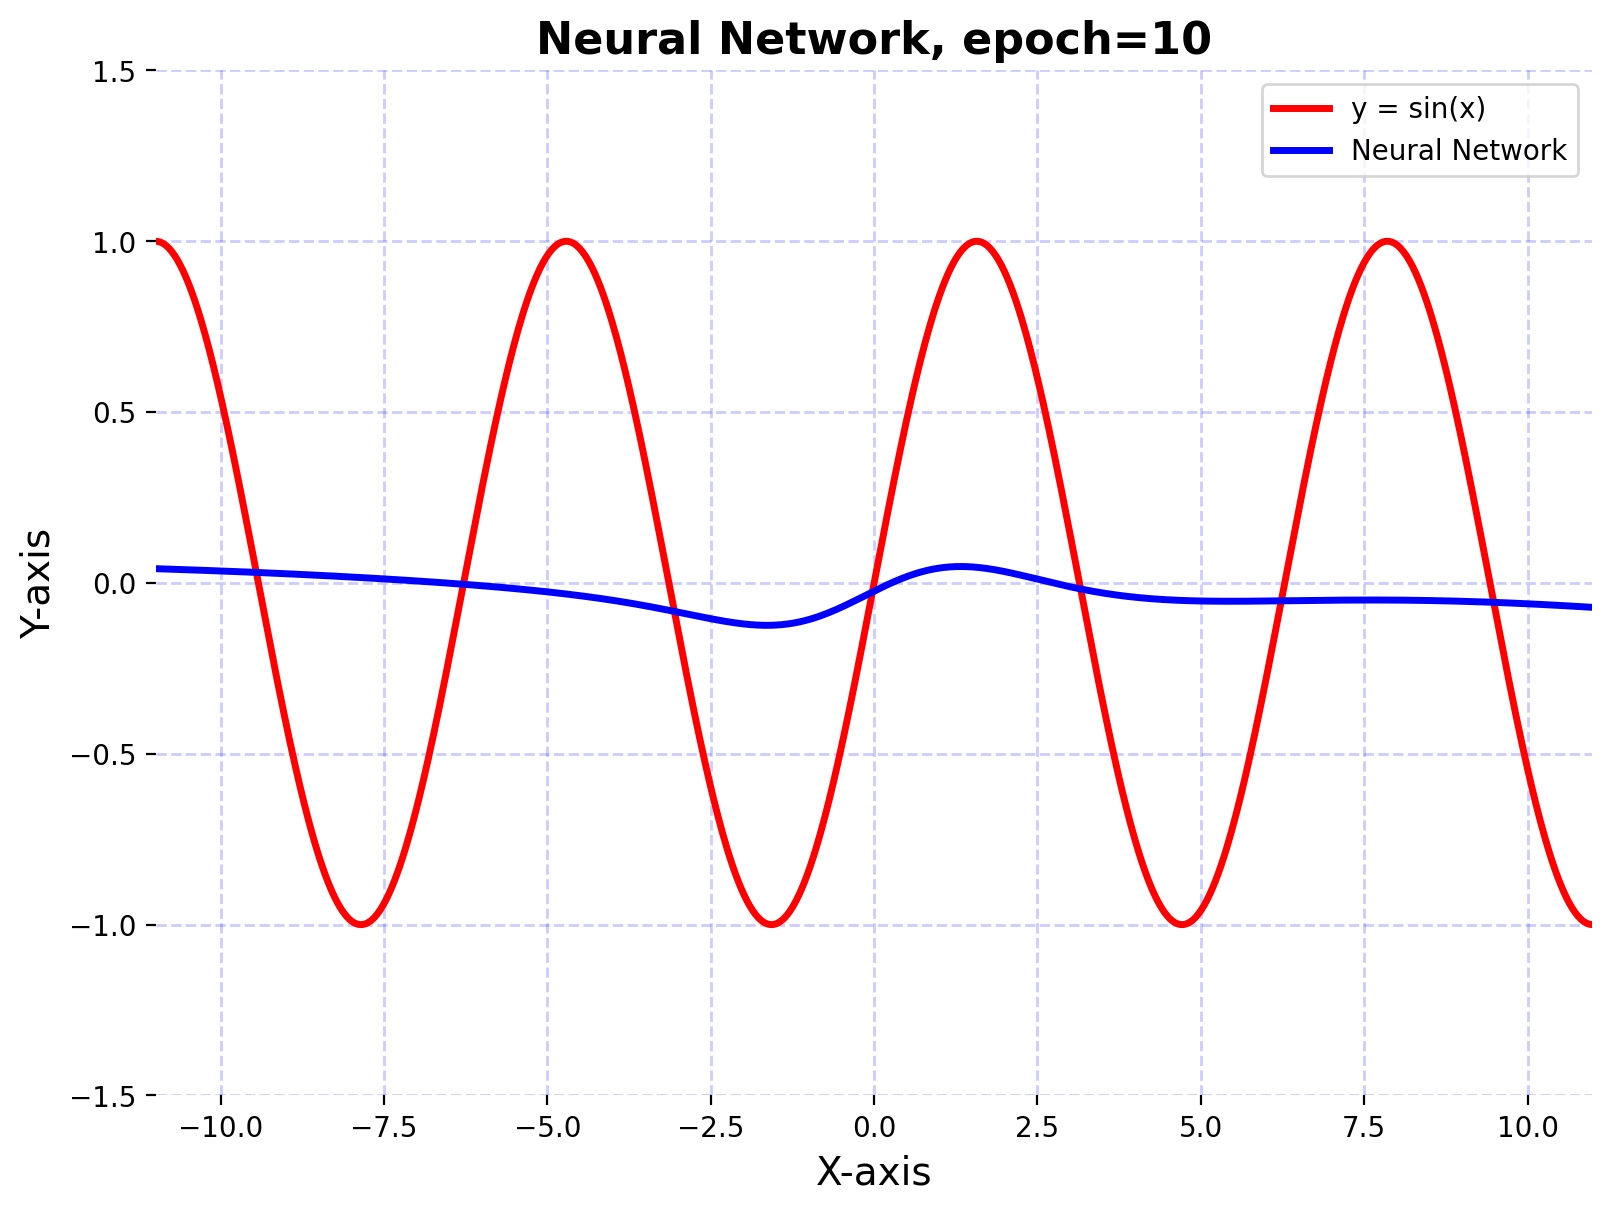 Neural Network, epoch=10
1.5
1.0
0.5
0.0
−0.5
−1.0
−1.5
Y-axis
y = sin(x)
Neural Network
−10.0 −7.5 −5.0 −2.5 0.0 2.5 5.0 7.5 10.0
X-axis